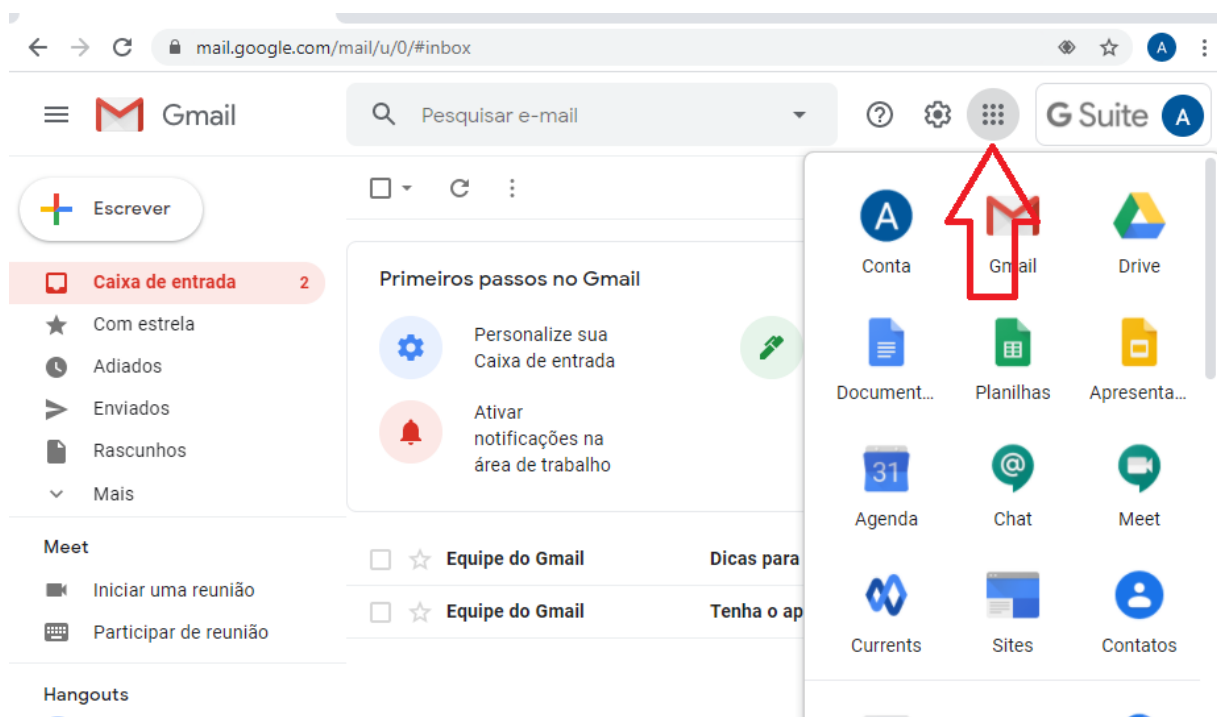 mail.google.com/mail/u/0/#inbox
A
Gmail
Pesquisar e-mail
G Suite
A
Escrever
Caixa de entrada 2
Com estrela
Adiados
Enviados
Rascunhos
Mais
Meet
Iniciar uma reunião
Participar de reunião
Hangouts
Primeiros passos no Gmail
Personalize sua
Caixa de entrada
Ativar
notificações na
área de trabalho
Equipe do Gmail Dicas para
Equipe do Gmail Tenha o ap
A
Conta Gmail Drive
Document... Planilhas Apresenta...
31 @
Agenda Chat Meet
Currents Sites Contatos